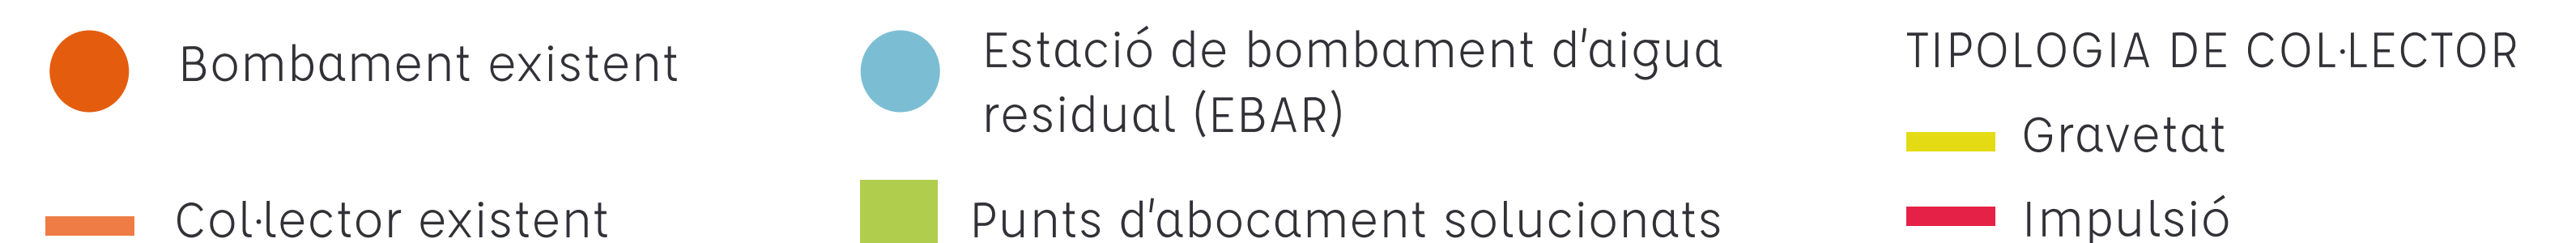 Bombament existent
Col·lector existent
Estació de bombament d'aigua
residual (EBAR)
Punts d'abocament solucionats
TIPOLOGIA DE COL·LECTOR
Gravetat
Impulsió